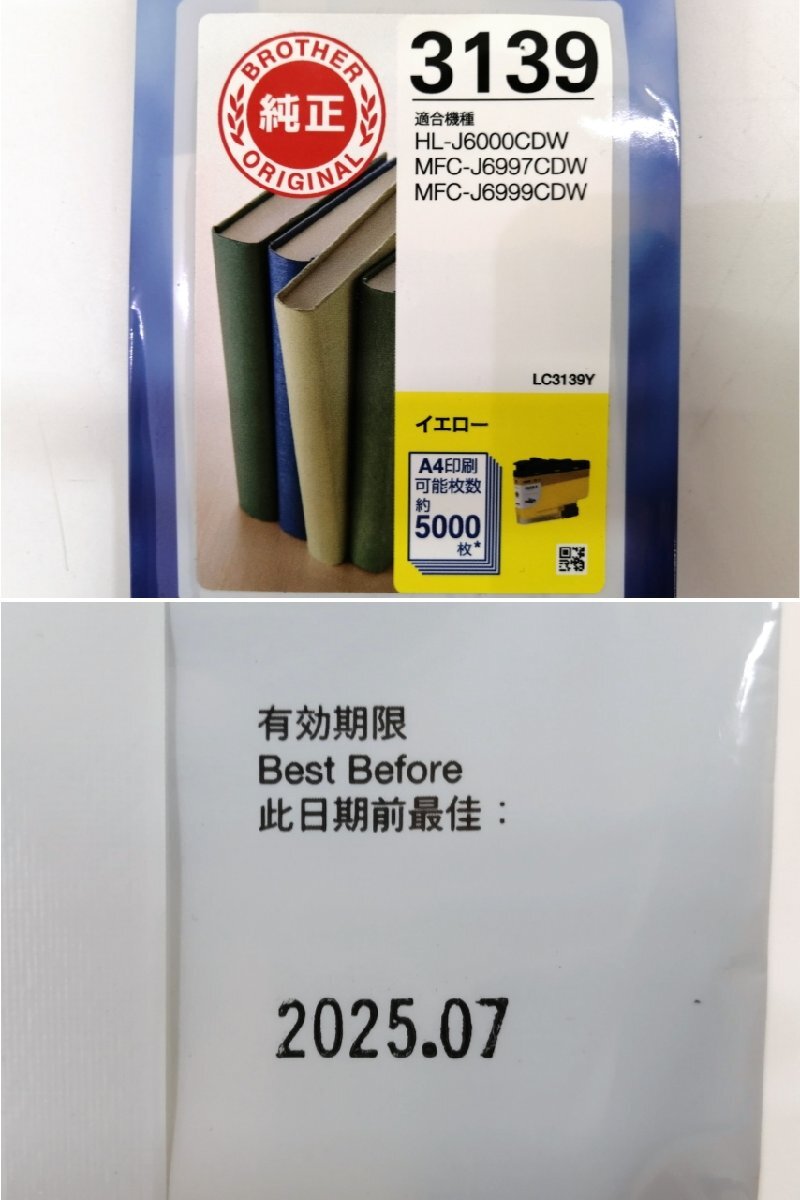 BROTHER
純正
ORIGINAL
3139
適合機種
HL-J6000CDW
MFC-J6997CDW
MFC-J6999CDW
LC3139Y
イエロー
A4印刷
可能枚数
約
5000
枚*
有効期限
Best Before
此日期前最佳：
2025.07